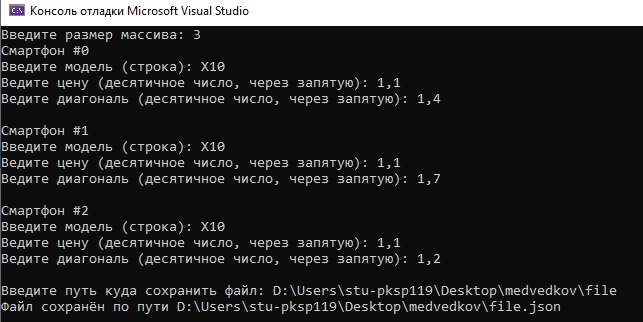 Консоль отладки Microsoft Visual Studio
Введите размер массива: 3
Смартфон #0
Введите модель (строка): X10
Ведите цену (десятичное число, через запятую): 1,1
Ведите диагональ (десятичное число, через запятую): 1,4
Смартфон #1
Введите модель (строка): X10
Ведите цену (десятичное число, через запятую): 1,1
Ведите диагональ (десятичное число, через запятую): 1,7
Смартфон #2
Введите модель (строка): X10
Ведите цену (десятичное число, через запятую): 1,1
Ведите диагональ (десятичное число, через запятую): 1,2
Введите путь куда сохранить файл: D:\Users\stu-pksp119\Desktop\medvedkov\file
Файл сохранён по пути D:\Users\stu-pksp119\Desktop\medvedkov\file.json